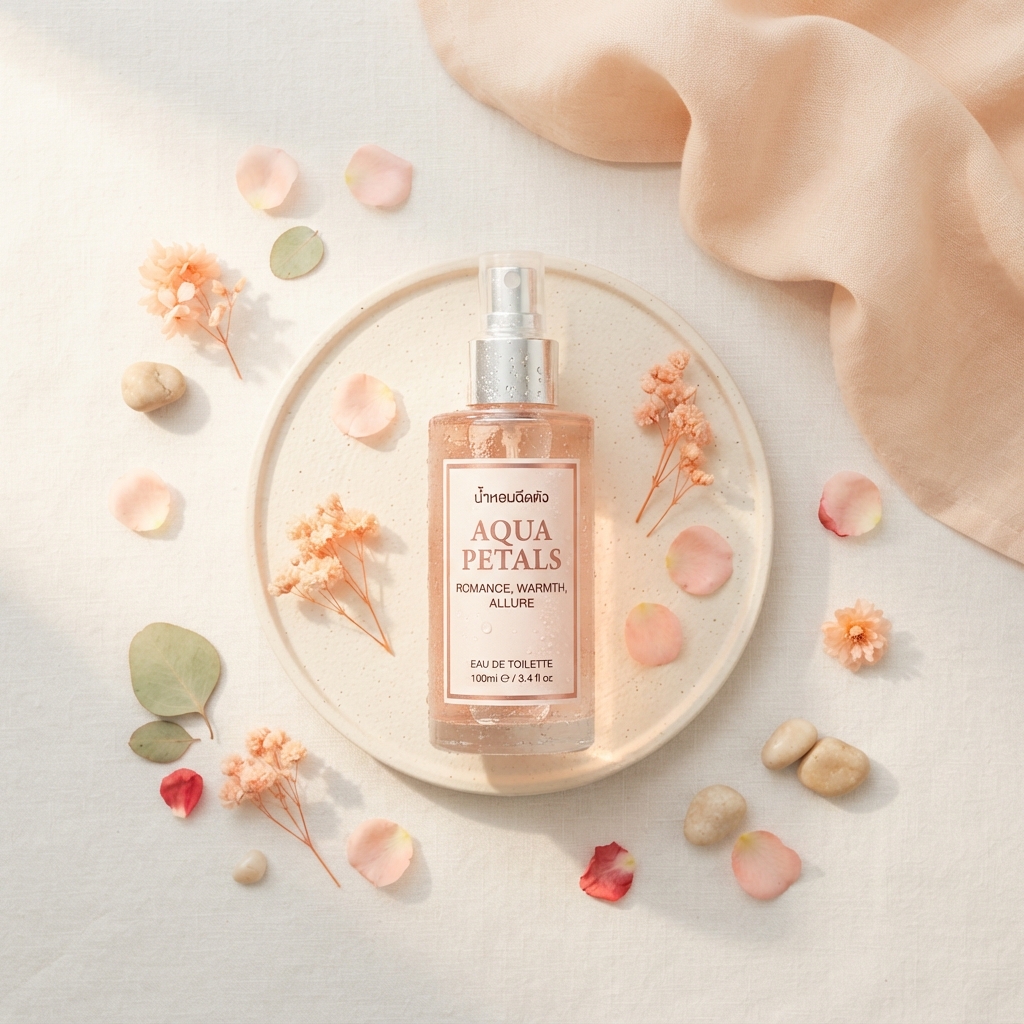 น้ำหอมฉีดตัว
AQUA
PETALS
ROMANCE, WARMTH,
ALLURE
EAU DE TOILETTE
100mi ℮ / 3.4 fl oz